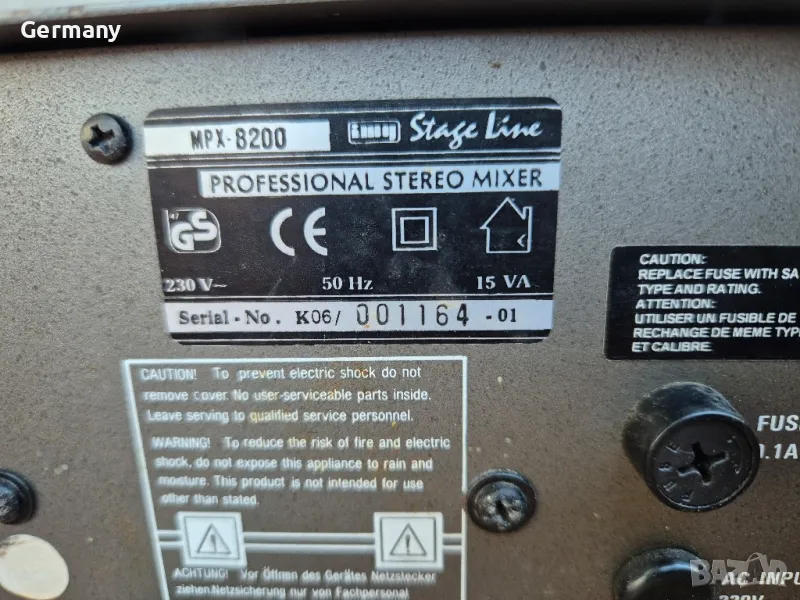 Germany
MPX-8200
Stage Line
PROFESSIONAL STEREO MIXER
GS
CE
230 V~ 50 Hz 15 VA
Serial - No. K06/ 001164 -01
CAUTION:
REPLACE FUSE WITH SA
TYPE AND RATING.
ATTENTION:
UTILISER UN FUSIBLE DE
RECHANGE DE MEME TYP
ET CALIBRE.
CAUTION! To prevent electric shock do not
remove cover. No user-serviceable parts inside.
Leave serving to qualified service personnel.
WARNING! To reduce the risk of fire and electric
shock, do not expose this appliance to rain and
moisture. This product is not intended for use
other than stated.
FUS
.1A
FUSE
ACHTUNG! Vor Öffnen des Gerätes Netzstecker
ziehen. Netzsicherung nur von Fachpersonal
AC INPU
230V
BAZAR